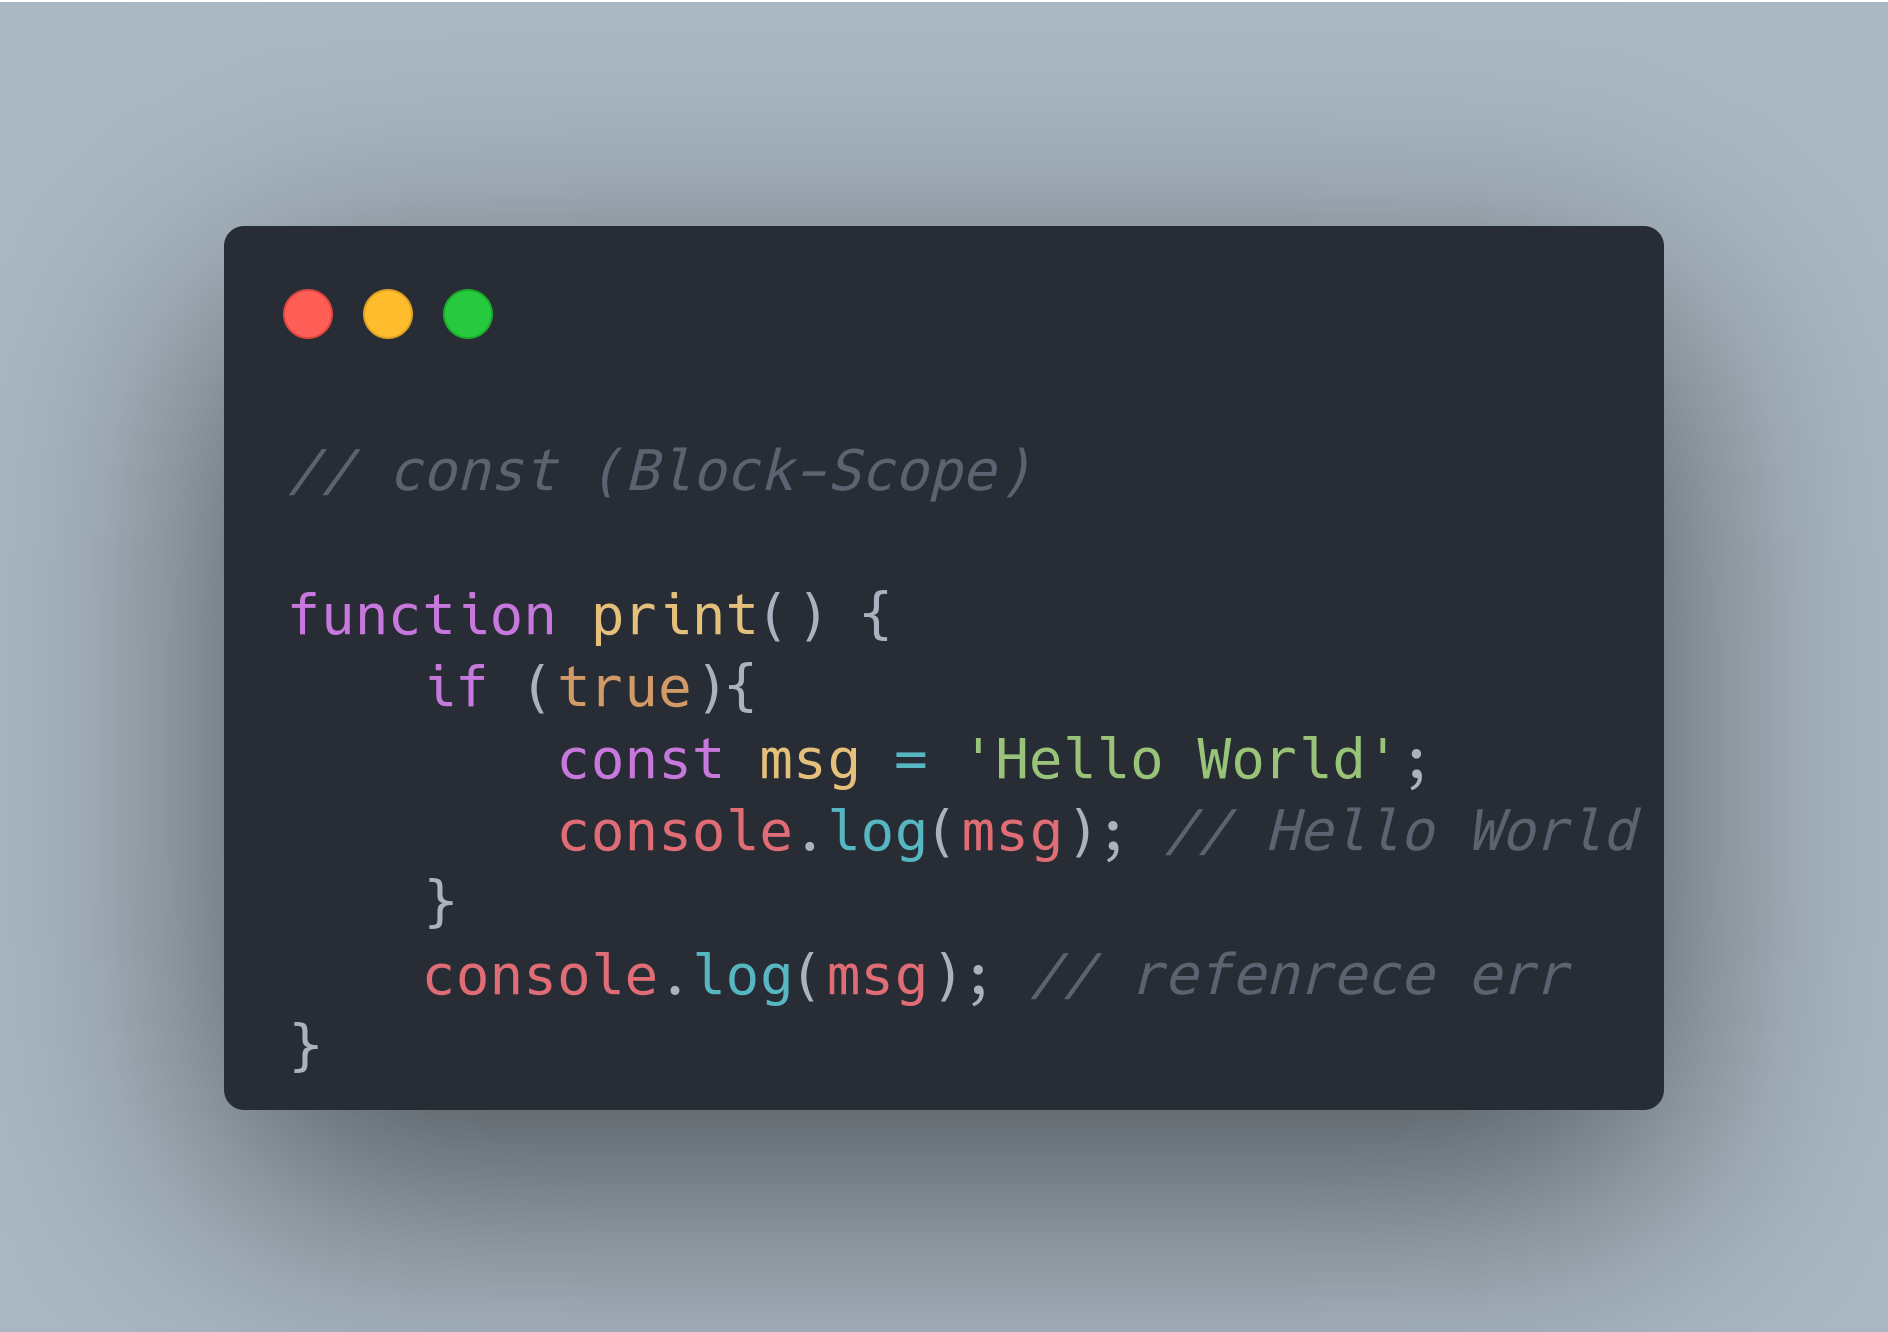 // const (Block-Scope)
function print() {
if (true){
const msg = 'Hello World';
console.log(msg); // Hello World
}
console.log(msg); // refenrece err
}